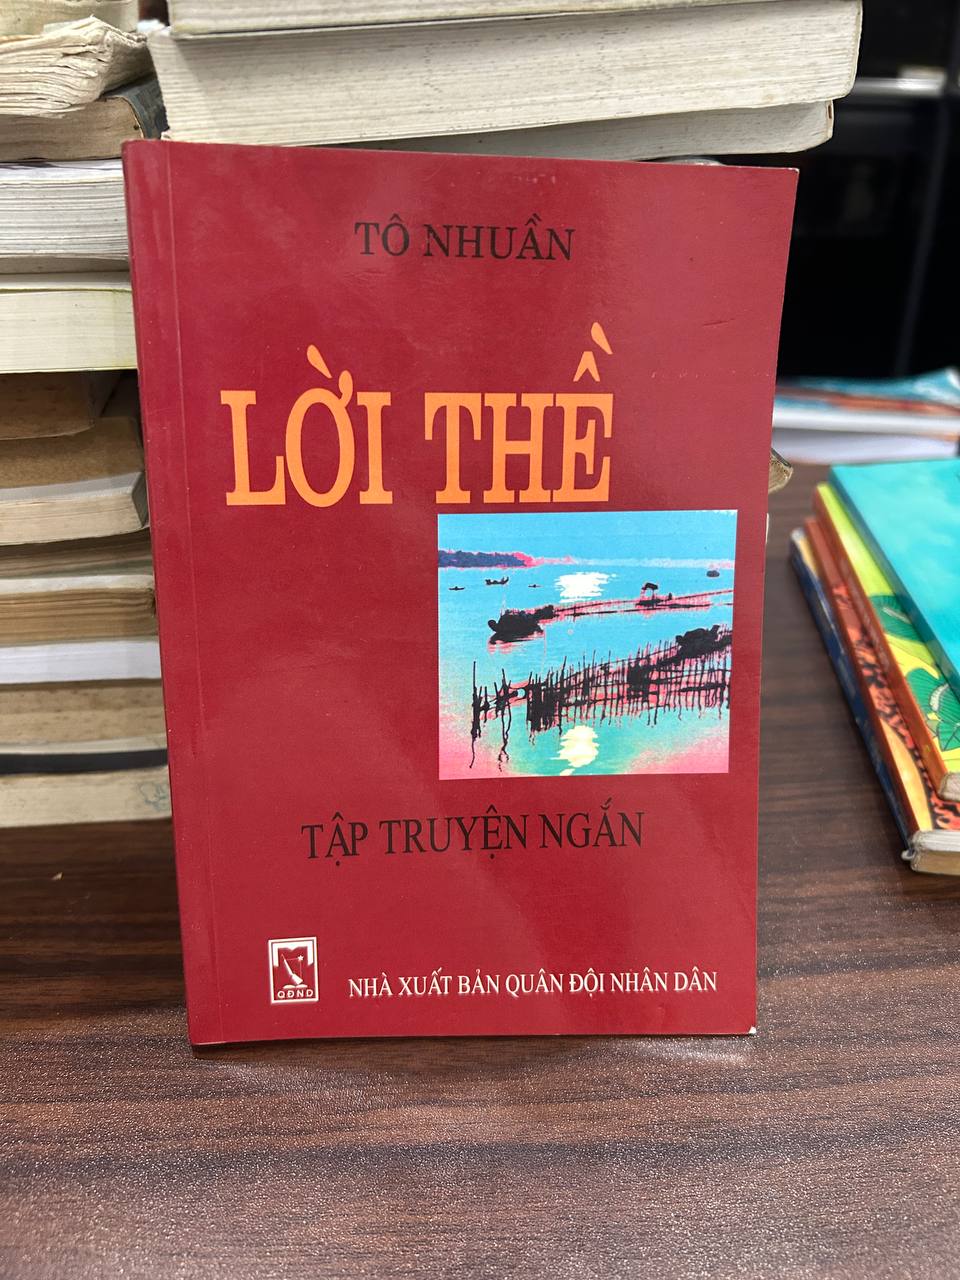 TÔ NHUẦN
LỜI THỀ
TẬP TRUYỆN NGẮN
QĐND
NHÀ XUẤT BẢN QUÂN ĐỘI NHÂN DÂN